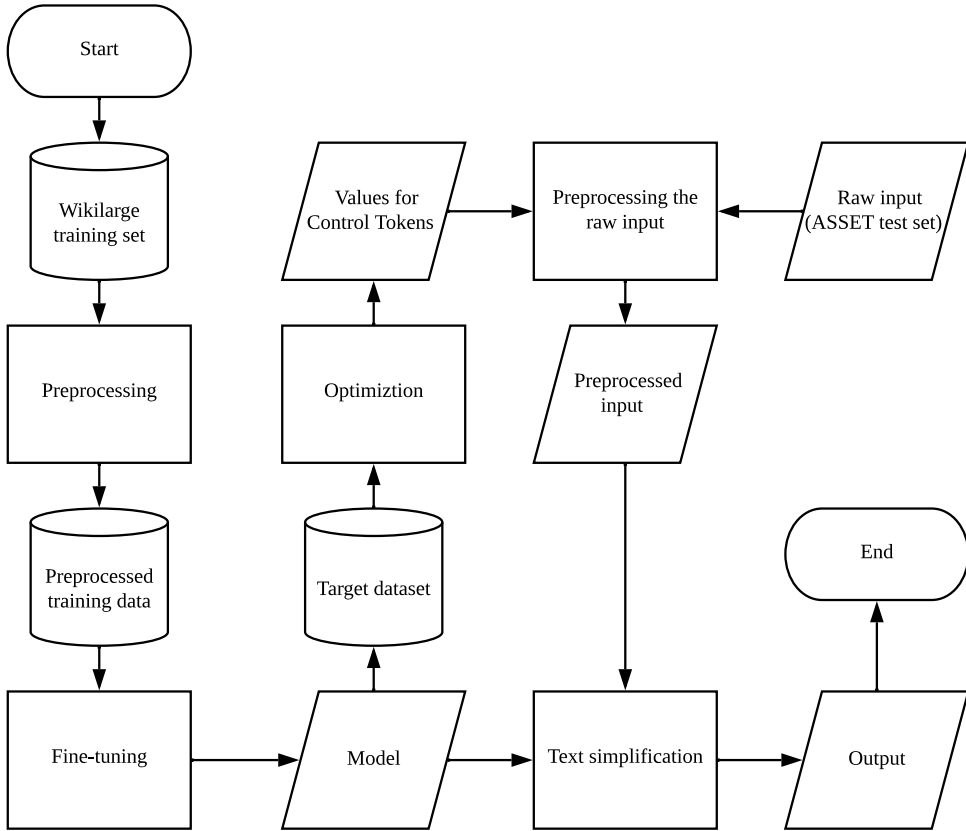 Start
Wikilarge
training set
Values for
Control Tokens
Preprocessing the
raw input
Raw input
(ASSET test set)
Preprocessing
Optimiztion
Preprocessed
input
Preprocessed
training data
Target dataset
End
Fine-tuning
Model
Text simplification
Output